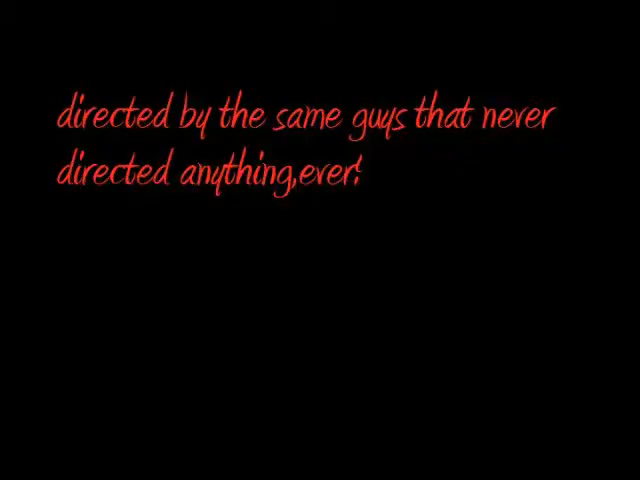 directed by the same guys that never
directed anything,ever!